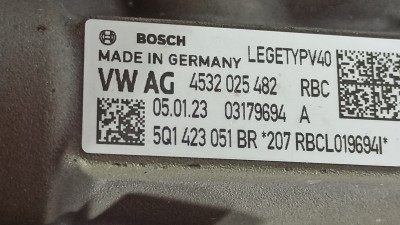 BOSCH LEGETYPV40
MADE IN GERMANY
VW AG 4532 025 482 RBC
05.01.23 03179694 A
5Q1 423 051 BR *207 RBCL019694I*